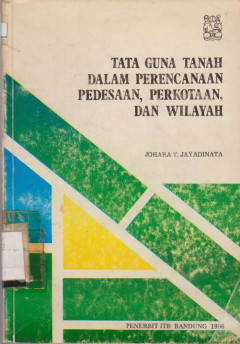 TATA GUNA TANAH
DALAM PERENCANAAN
PEDESAAN, PERKOTAAN,
DAN WILAYAH
JOHARA T. JAYADINATA
PENERBIT ITB BANDUNG 1986